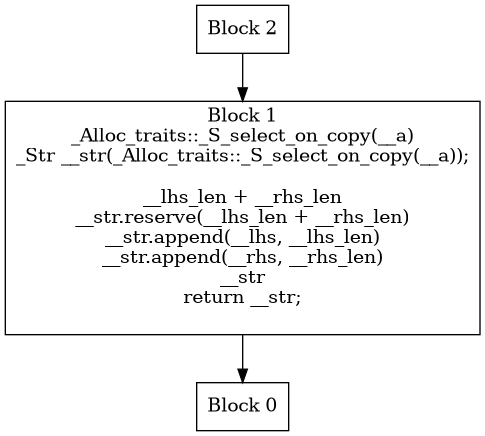 Block 2
Block 1
_Alloc_traits::_S_select_on_copy(__a)
_Str __str(_Alloc_traits::_S_select_on_copy(__a));
__lhs_len + __rhs_len
__str.reserve(__lhs_len + __rhs_len)
__str.append(__lhs, __lhs_len)
__str.append(__rhs, __rhs_len)
__str
return __str;
Block 0